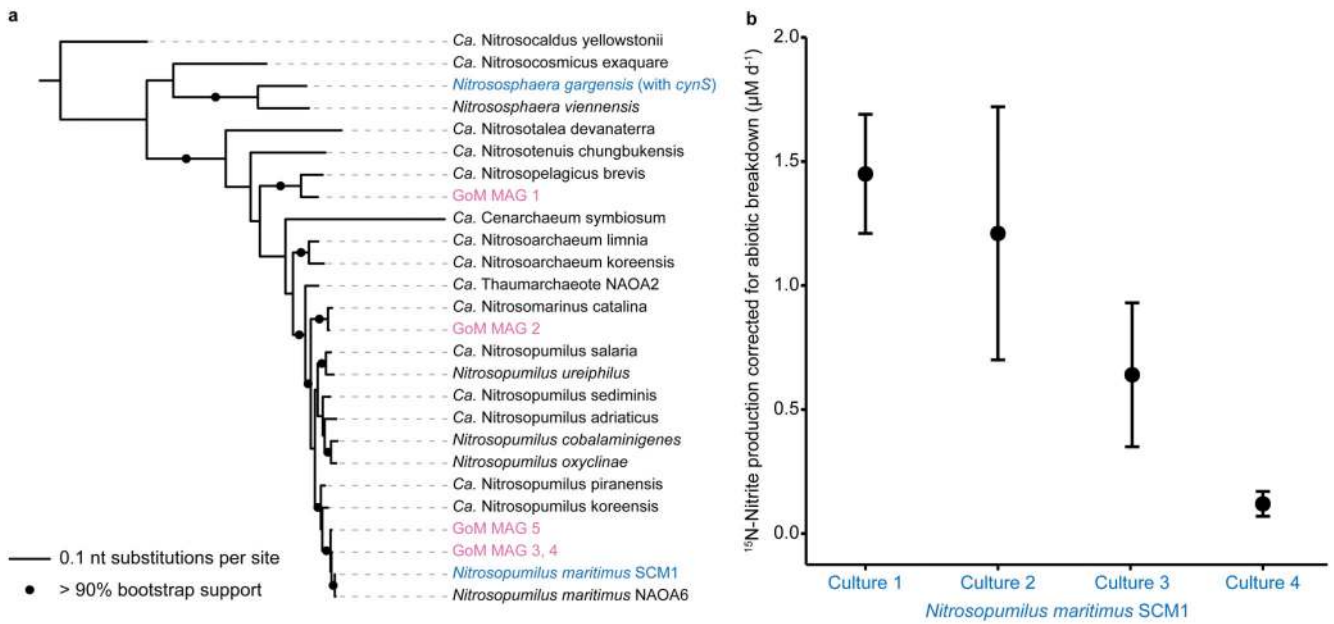 a
Ca. Nitrosocaldus yellowstonii
Ca. Nitrosocosmicus exaquare
Nitrososphaera gargensis (with cynS)
Nitrososphaera viennensis
Ca. Nitrosotalea devanaterra
Ca. Nitrosotenuis chungbukensis
Ca. Nitrosopelagicus brevis
GoM MAG 1
Ca. Cenarchaeum symbiosum
Ca. Nitrosoarchaeum limnia
Ca. Nitrosoarchaeum koreensis
Ca. Thaumarchaeote NAOA2
Ca. Nitrosomarinus catalina
GoM MAG 2
Ca. Nitrosopumilus salaria
Nitrosopumilus ureiphilus
Ca. Nitrosopumilus sediminis
Ca. Nitrosopumilus adriaticus
Nitrosopumilus cobalaminigenes
Nitrosopumilus oxyclinae
Ca. Nitrosopumilus piranensis
Ca. Nitrosopumilus koreensis
GoM MAG 5
GoM MAG 3, 4
Nitrosopumilus maritimus SCM1
Nitrosopumilus maritimus NAOA6
0.1 nt substitutions per site
> 90% bootstrap support
b
¹⁵N-Nitrite production corrected for abiotic breakdown (µM d⁻¹)
2.0
1.5
1.0
0.5
0.0
Culture 1 Culture 2 Culture 3 Culture 4
Nitrosopumilus maritimus SCM1